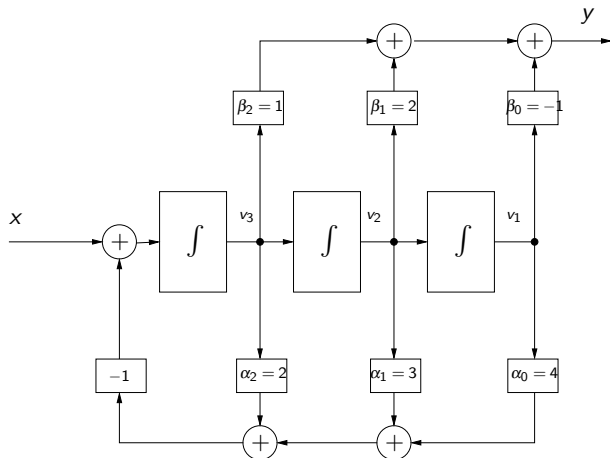 y
+
+
β₂ = 1
β₁ = 2
β₀ = −1
x
v₃
v₂
v₁
+
∫
∫
∫
−1
α₂ = 2
α₁ = 3
α₀ = 4
+
+